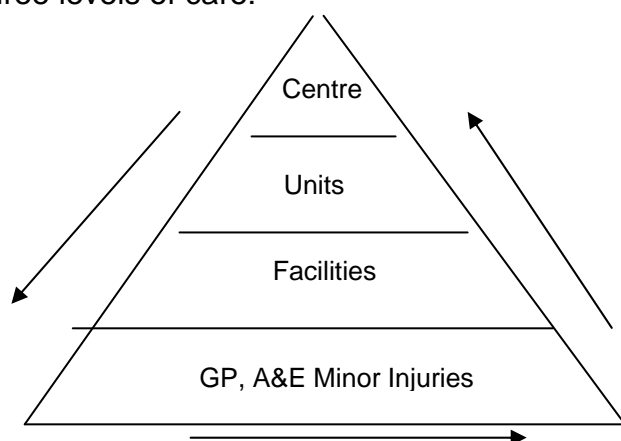 levels of care.
Centre
Units
Facilities
GP, A&E Minor Injuries